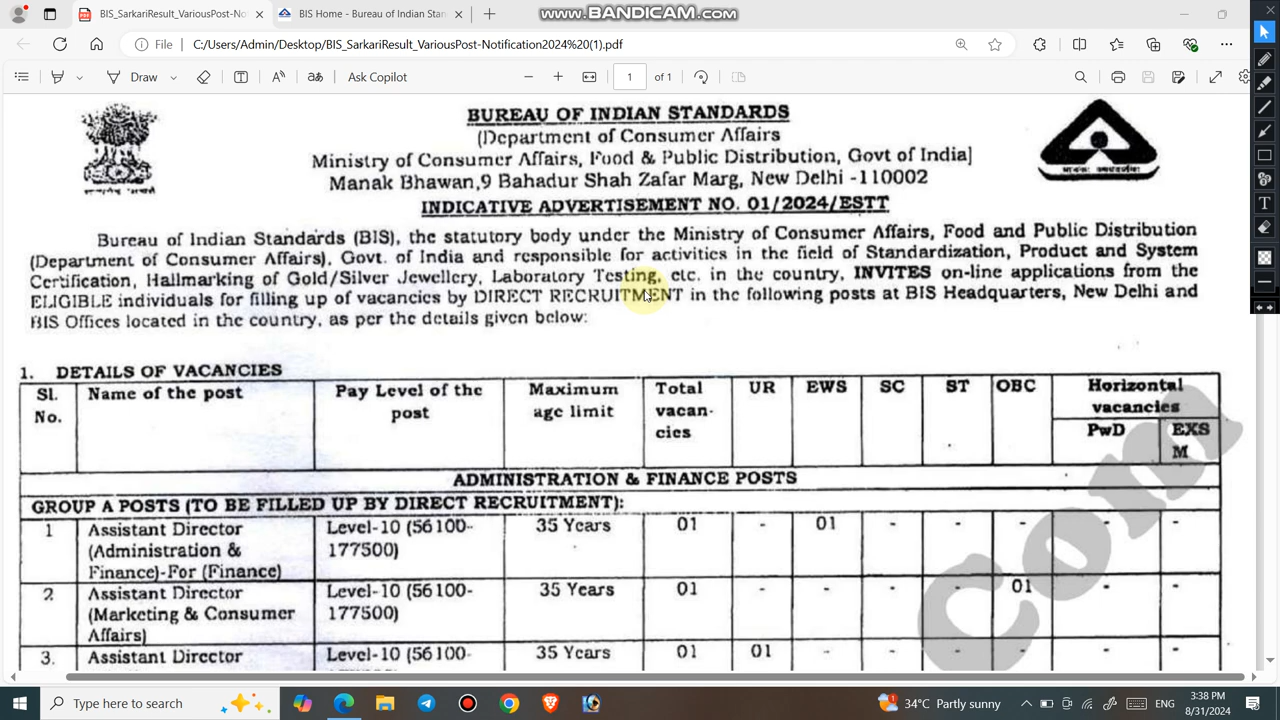 BIS_SarkariResult_VariousPost-Not
BIS Home - Bureau of Indian Stan
www.BANDICAM.com
File
C:/Users/Admin/Desktop/BIS_SarkariResult_VariousPost-Notification2024%20(1).pdf
Draw
Ask Copilot
1 of 1
BUREAU OF INDIAN STANDARDS
(Department of Consumer Affairs
Ministry of Consumer Affairs, Food & Public Distribution, Govt of India]
Manak Bhawan,9 Bahadur Shah Zafar Marg, New Delhi -110002
INDICATIVE ADVERTISEMENT NO. 01/2024/ESTT
Bureau of Indian Standards (BIS), the statutory body under the Ministry of Consumer Affairs, Food and Public Distribution
(Department of Consumer Affairs), Govt. of India and responsible for activities in the field of Standardization, Product and System
Certification, Hallmarking of Gold/Silver Jewellery, Laboratory Testing, etc. in the country, INVITES on-line applications from the
ELIGIBLE individuals for filling up of vacancies by DIRECT RECRUITMENT in the following posts at BIS Headquarters, New Delhi and
BIS Offices located in the country, as per the details given below:
1. DETAILS OF VACANCIES
Sl. No. Name of the post Pay Level of the post Maximum age limit Total vacan- cies UR EWS SC ST OBC Horizontal vacancies PwD EXS M
ADMINISTRATION & FINANCE POSTS
GROUP A POSTS (TO BE FILLED UP BY DIRECT RECRUITMENT):
1 Assistant Director Level-10 (56100- 35 Years 01 - 01 - - - - -
(Administration & 177500)
Finance)-For (Finance)
2 Assistant Director Level-10 (56100- 35 Years 01 - - - - 01 - -
(Marketing & Consumer 177500)
Affairs)
3. Assistant Director Level-10 (56100- 35 Years 01 01 - - - - - -
Com
Type here to search
34°C Partly sunny
ENG
3:38 PM
8/31/2024